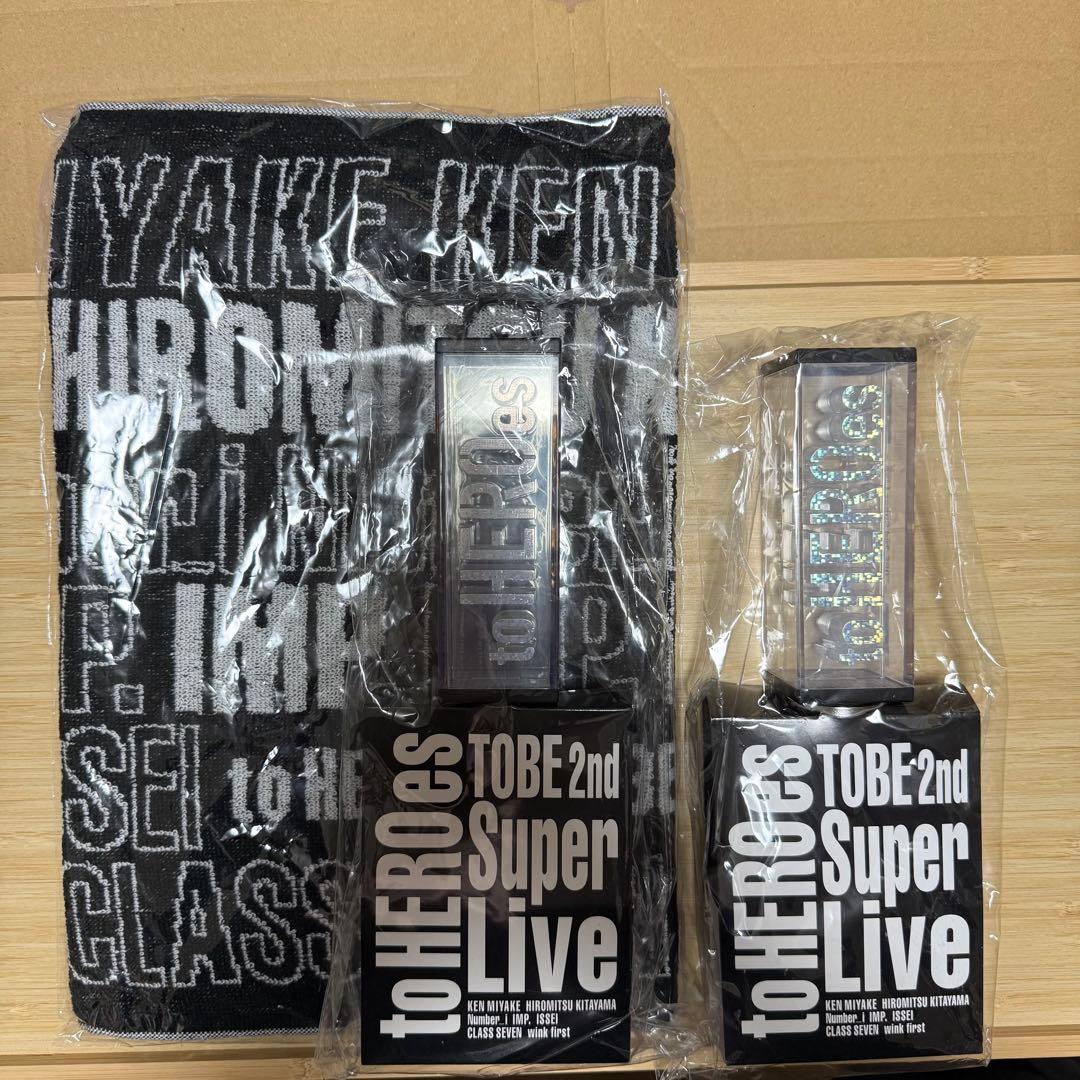 IYAKE KEN
HIROMITSU
IMP
SEI to HE
CLASS
to HEROes
to HEROes
to HEROes
TOBE 2nd
Super
Live
KEN MIYAKE HIROMITSU KITAYAMA
Number_i IMP. ISSEI
CLASS SEVEN wink first
to HEROes
TOBE 2nd
Super
Live
KEN MIYAKE HIROMITSU KITAYAMA
Number_i IMP. ISSEI
CLASS SEVEN wink first